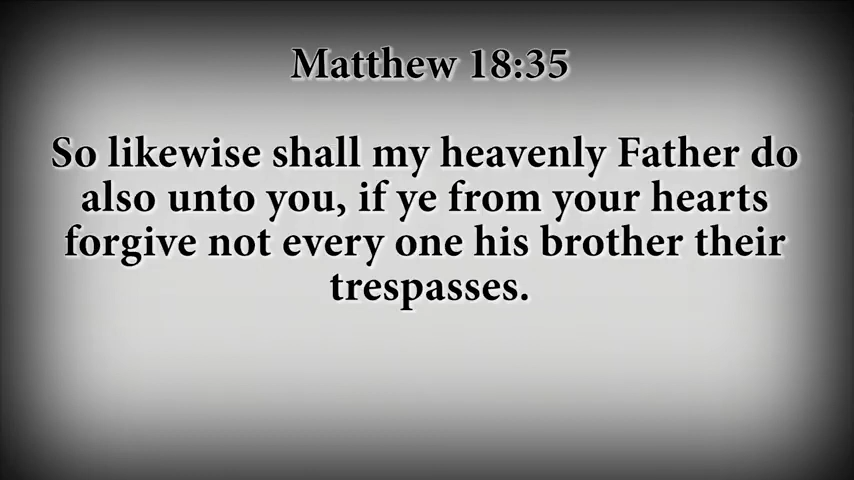 Matthew 18:35
So likewise shall my heavenly Father do
also unto you, if ye from your hearts
forgive not every one his brother their
trespasses.